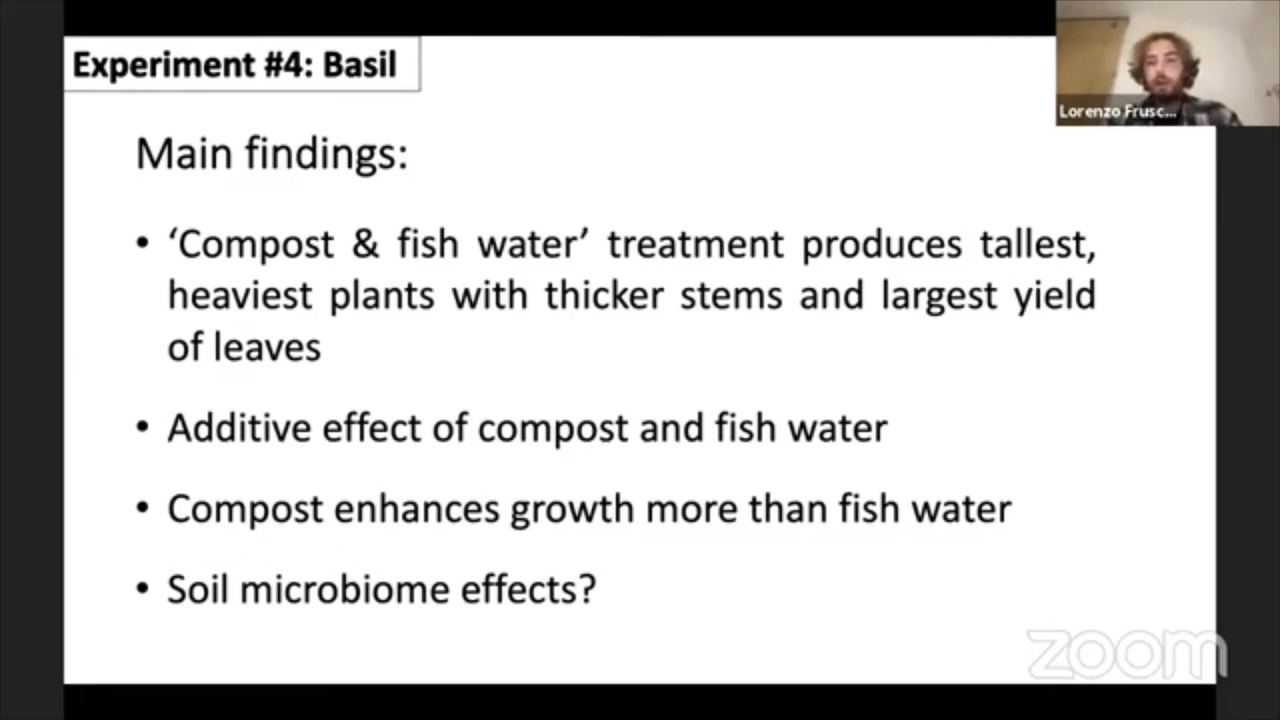 Experiment #4: Basil
Lorenzo Frusc...
Main findings:
• ‘Compost & fish water’ treatment produces tallest,
heaviest plants with thicker stems and largest yield
of leaves
• Additive effect of compost and fish water
• Compost enhances growth more than fish water
• Soil microbiome effects?
zoom